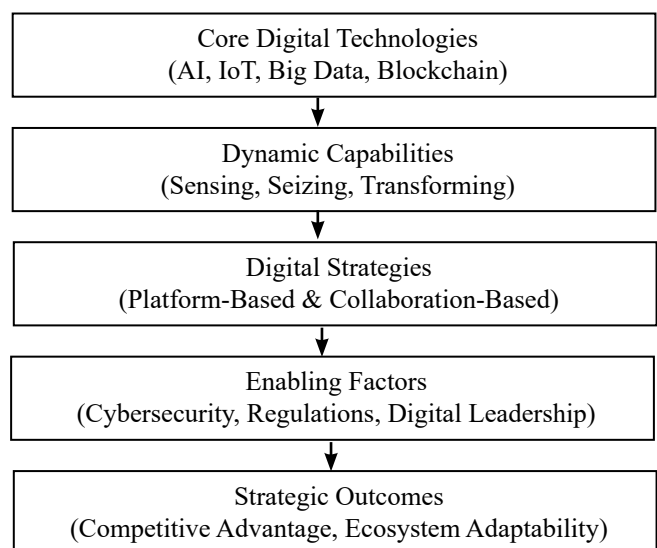 Core Digital Technologies
(AI, IoT, Big Data, Blockchain)
Dynamic Capabilities
(Sensing, Seizing, Transforming)
Digital Strategies
(Platform-Based & Collaboration-Based)
Enabling Factors
(Cybersecurity, Regulations, Digital Leadership)
Strategic Outcomes
(Competitive Advantage, Ecosystem Adaptability)